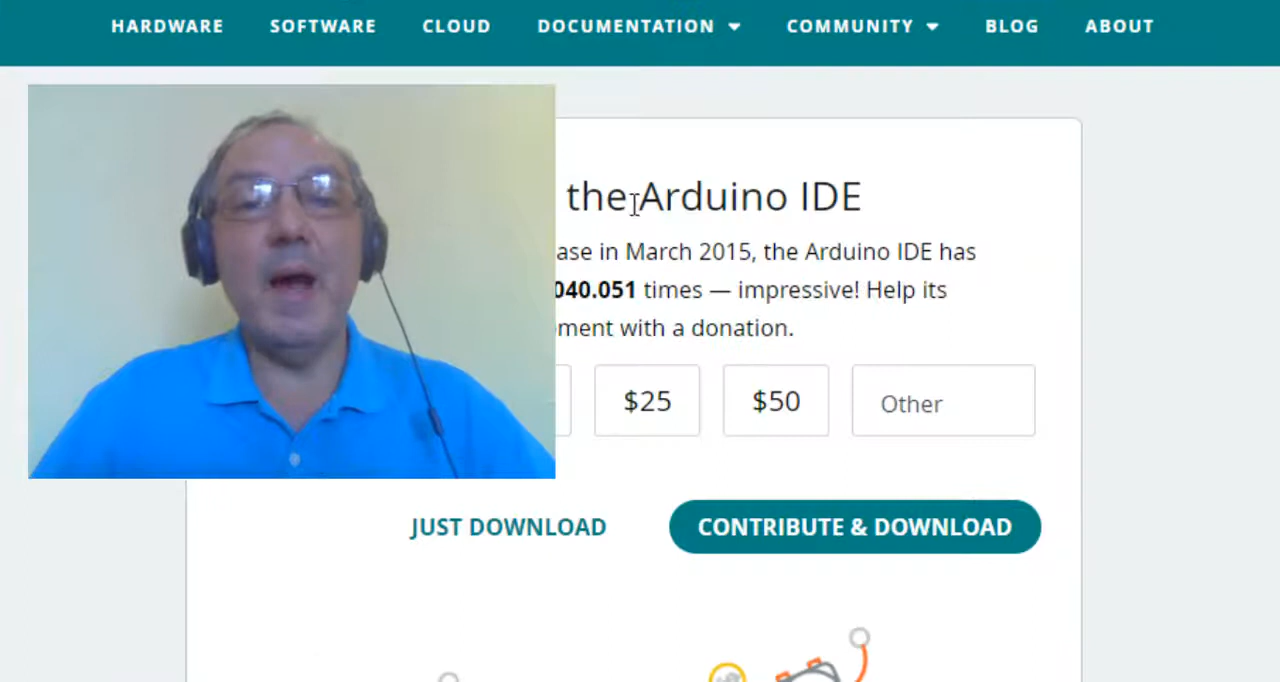 HARDWARE SOFTWARE CLOUD DOCUMENTATION COMMUNITY BLOG ABOUT
the Arduino IDE
ase in March 2015, the Arduino IDE has
040.051 times — impressive! Help its
ment with a donation.
$25 $50 Other
JUST DOWNLOAD CONTRIBUTE & DOWNLOAD